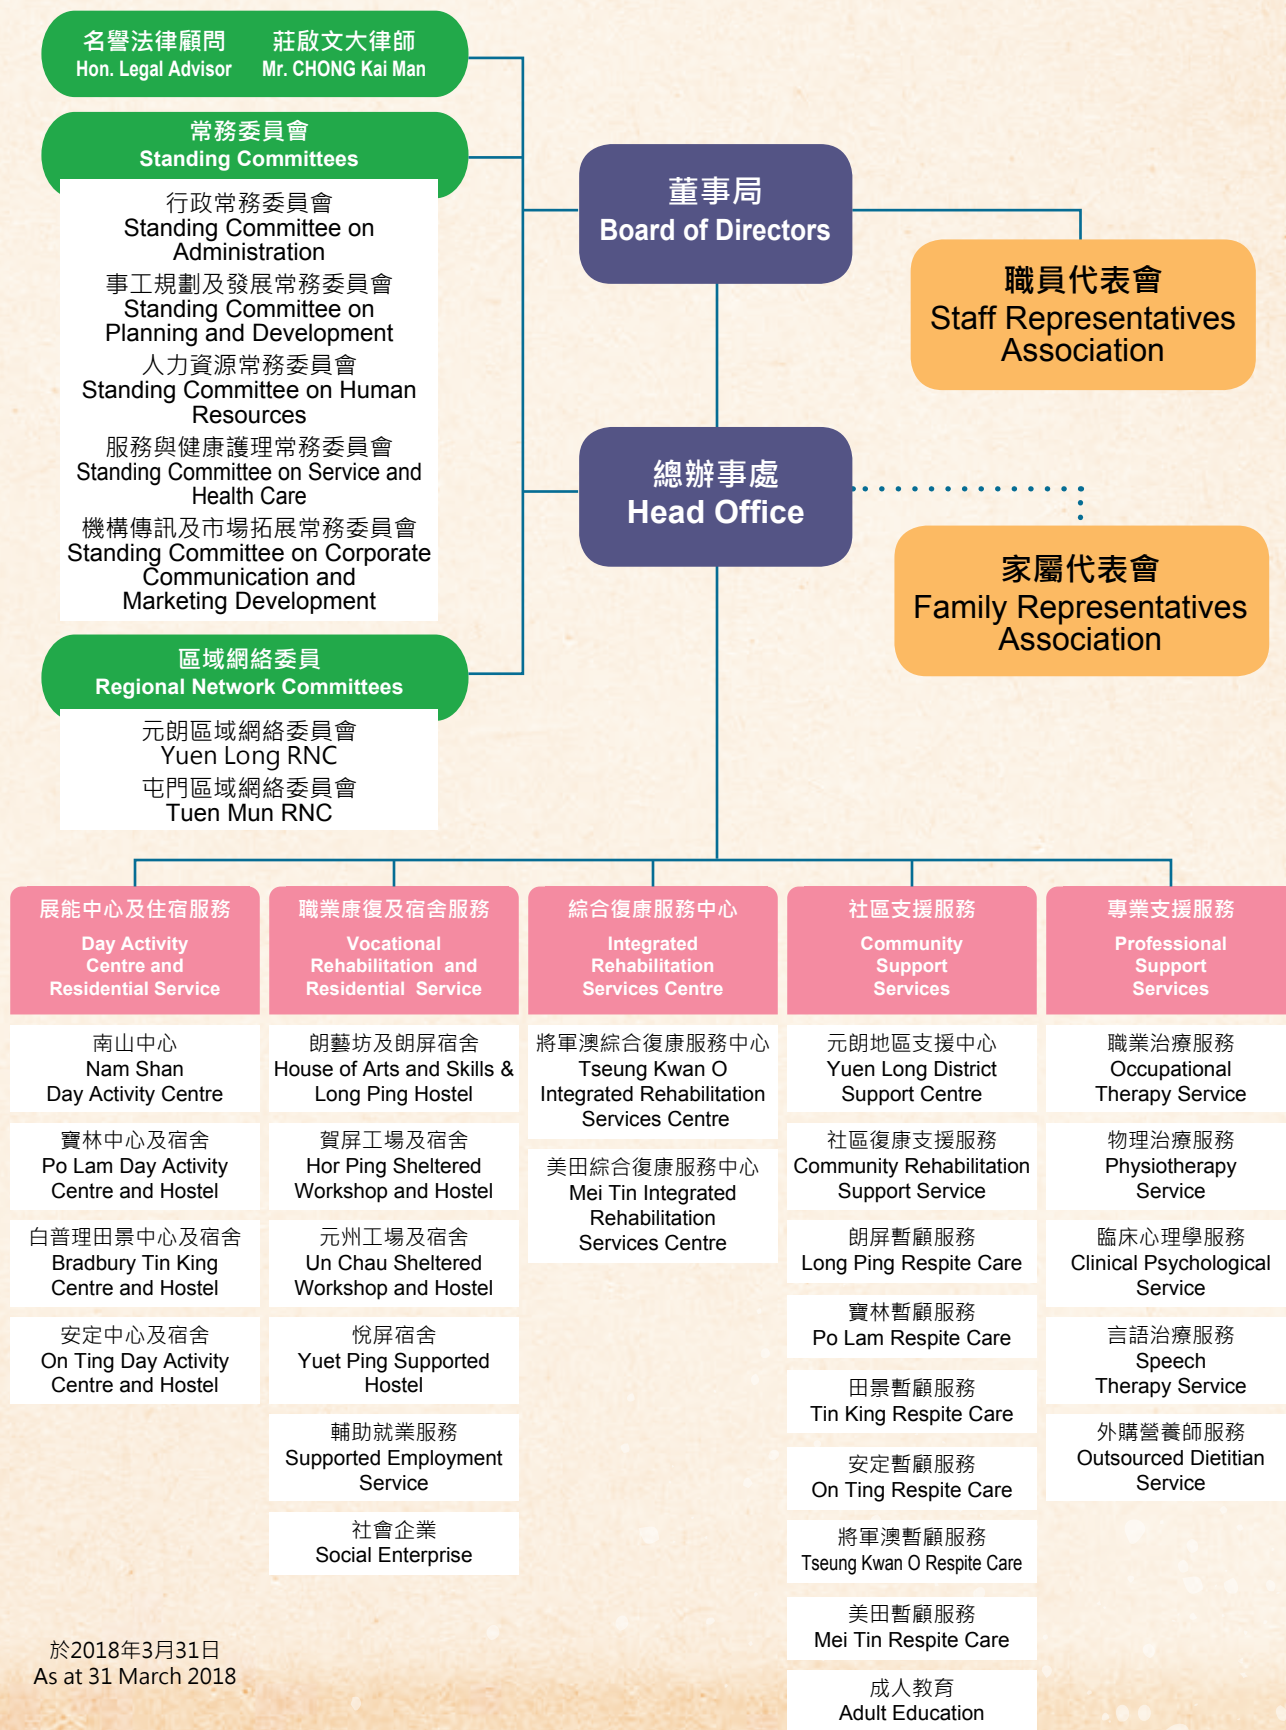 名譽法律顧問 莊啟文大律師
Hon. Legal Advisor Mr. CHONG Kai Man
常務委員會
Standing Committees
行政常務委員會
Standing Committee on
Administration
事工規劃及發展常務委員會
Standing Committee on
Planning and Development
人力資源常務委員會
Standing Committee on Human
Resources
服務與健康護理常務委員會
Standing Committee on Service and
Health Care
機構傳訊及市場拓展常務委員會
Standing Committee on Corporate
Communication and
Marketing Development
區域網絡委員
Regional Network Committees
元朗區域網絡委員會
Yuen Long RNC
屯門區域網絡委員會
Tuen Mun RNC
董事局
Board of Directors
職員代表會
Staff Representatives
Association
總辦事處
Head Office
家屬代表會
Family Representatives
Association
展能中心及住宿服務
Day Activity
Centre and
Residential Service
南山中心
Nam Shan
Day Activity Centre
寶林中心及宿舍
Po Lam Day Activity
Centre and Hostel
白普理田景中心及宿舍
Bradbury Tin King
Centre and Hostel
安定中心及宿舍
On Ting Day Activity
Centre and Hostel
職業康復及宿舍服務
Vocational
Rehabilitation and
Residential Service
朗藝坊及朗屏宿舍
House of Arts and Skills &
Long Ping Hostel
賀屏工場及宿舍
Hor Ping Sheltered
Workshop and Hostel
元州工場及宿舍
Un Chau Sheltered
Workshop and Hostel
悅屏宿舍
Yuet Ping Supported
Hostel
輔助就業服務
Supported Employment
Service
社會企業
Social Enterprise
綜合復康服務中心
Integrated
Rehabilitation
Services Centre
將軍澳綜合復康服務中心
Tseung Kwan O
Integrated Rehabilitation
Services Centre
美田綜合復康服務中心
Mei Tin Integrated
Rehabilitation
Services Centre
社區支援服務
Community
Support
Services
元朗地區支援中心
Yuen Long District
Support Centre
社區復康支援服務
Community Rehabilitation
Support Service
朗屏暫顧服務
Long Ping Respite Care
寶林暫顧服務
Po Lam Respite Care
田景暫顧服務
Tin King Respite Care
安定暫顧服務
On Ting Respite Care
將軍澳暫顧服務
Tseung Kwan O Respite Care
美田暫顧服務
Mei Tin Respite Care
成人教育
Adult Education
專業支援服務
Professional
Support
Services
職業治療服務
Occupational
Therapy Service
物理治療服務
Physiotherapy
Service
臨床心理學服務
Clinical Psychological
Service
言語治療服務
Speech
Therapy Service
外購營養師服務
Outsourced Dietitian
Service
於2018年3月31日
As at 31 March 2018